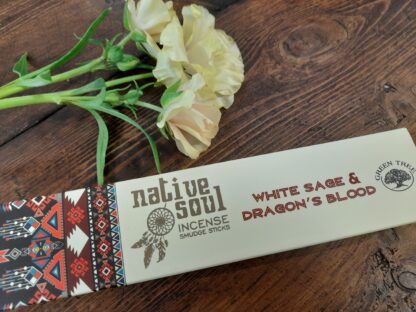 native
soul
INCENSE
SMUDGE STICKS
WHITE SAGE &
DRAGON'S BLOOD
GREEN TREE